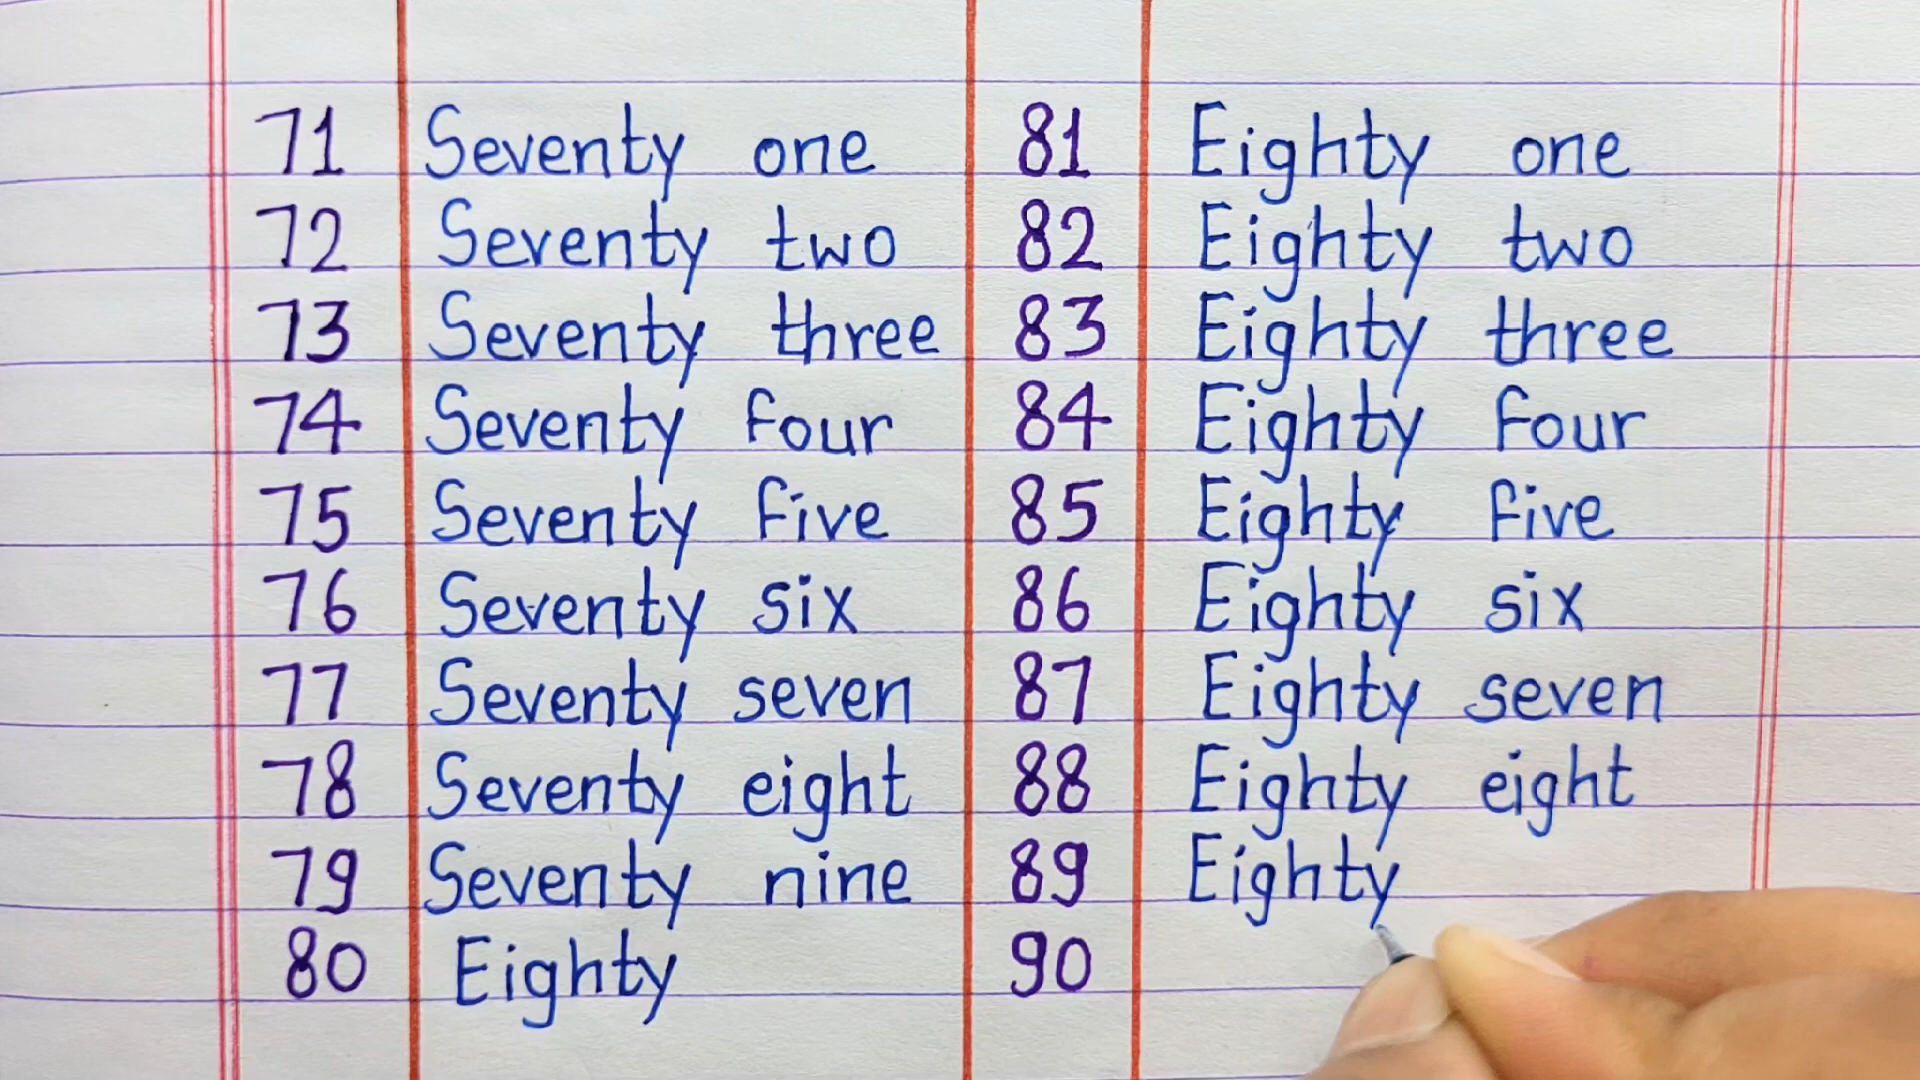 71 Seventy one 81 Eighty one
72 Seventy two 82 Eighty two
73 Seventy three 83 Eighty three
74 Seventy four 84 Eighty four
75 Seventy five 85 Eighty five
76 Seventy six 86 Eighty six
77 Seventy seven 87 Eighty seven
78 Seventy eight 88 Eighty eight
79 Seventy nine 89 Eighty
80 Eighty 90